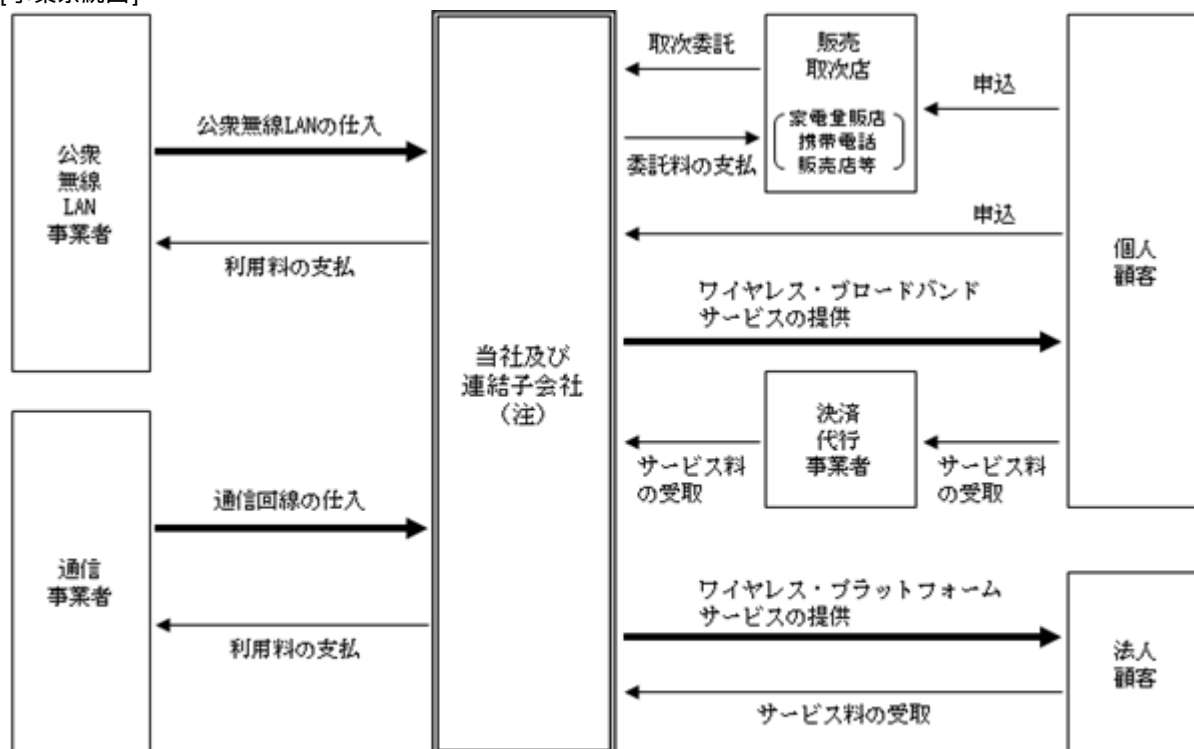 [事業系統図]
公衆
無線
LAN
事業者
公衆無線LANの仕入
利用料の支払
通信
事業者
通信回線の仕入
利用料の支払
当社及び
連結子会社
(注)
取次委託
委託料の支払
販売
取次店
家電量販店
携帯電話
販売店等
申込
申込
ワイヤレス・ブロードバンド
サービスの提供
決済
代行
事業者
サービス料
の受取
サービス料
の受取
個人
顧客
ワイヤレス・プラットフォーム
サービスの提供
サービス料の受取
法人
顧客